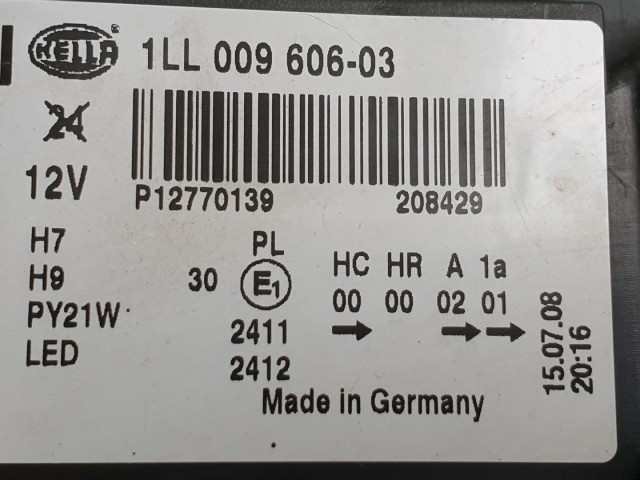 HELLA 1LL 009 606-03
24
12V
P12770139 208429
H7
H9
PY21W
LED
PL
30 E1
2411
2412
HC HR A 1a
00 00 02 01
Made in Germany
15.07.08
20:16